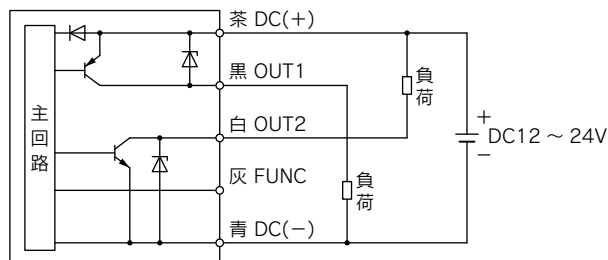 茶 DC(+)
黒 OUT1
負荷
主回路
白 OUT2
+
DC12 ~ 24V
−
灰 FUNC
負荷
青 DC(−)